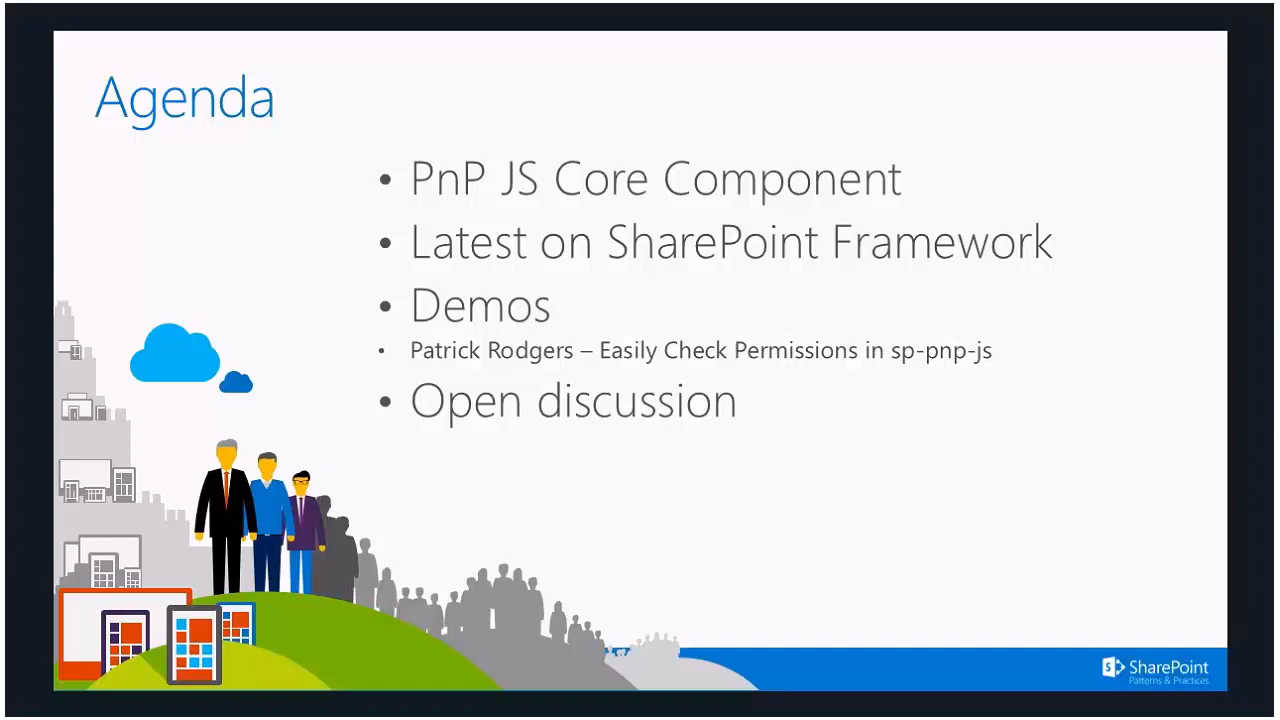 Agenda
• PnP JS Core Component
• Latest on SharePoint Framework
• Demos
• Patrick Rodgers – Easily Check Permissions in sp-pnp-js
• Open discussion
SharePoint
Patterns & Practices